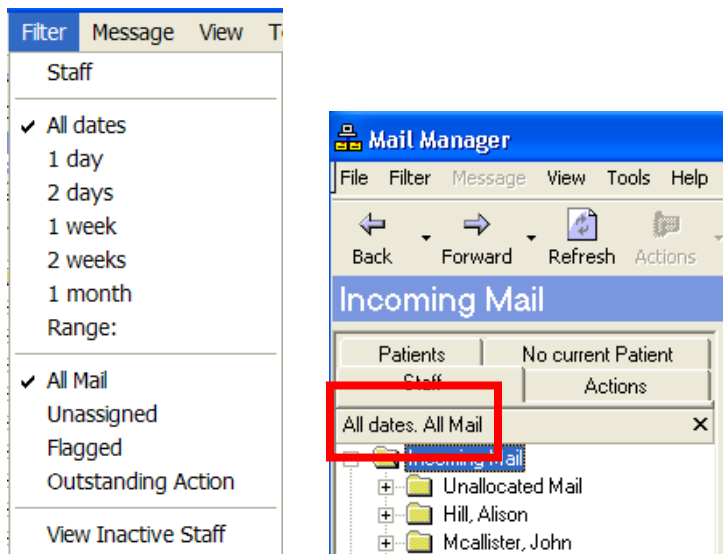 Filter Message View T
Staff
All dates
1 day
2 days
1 week
2 weeks
1 month
Range:
All Mail
Unassigned
Flagged
Outstanding Action
View Inactive Staff
Mail Manager
File Filter Message View Tools Help
Back Forward Refresh Actions
Incoming Mail
Patients No current Patient
Staff Actions
All dates. All Mail
Incoming Mail
Unallocated Mail
Hill, Alison
Mcallister, John